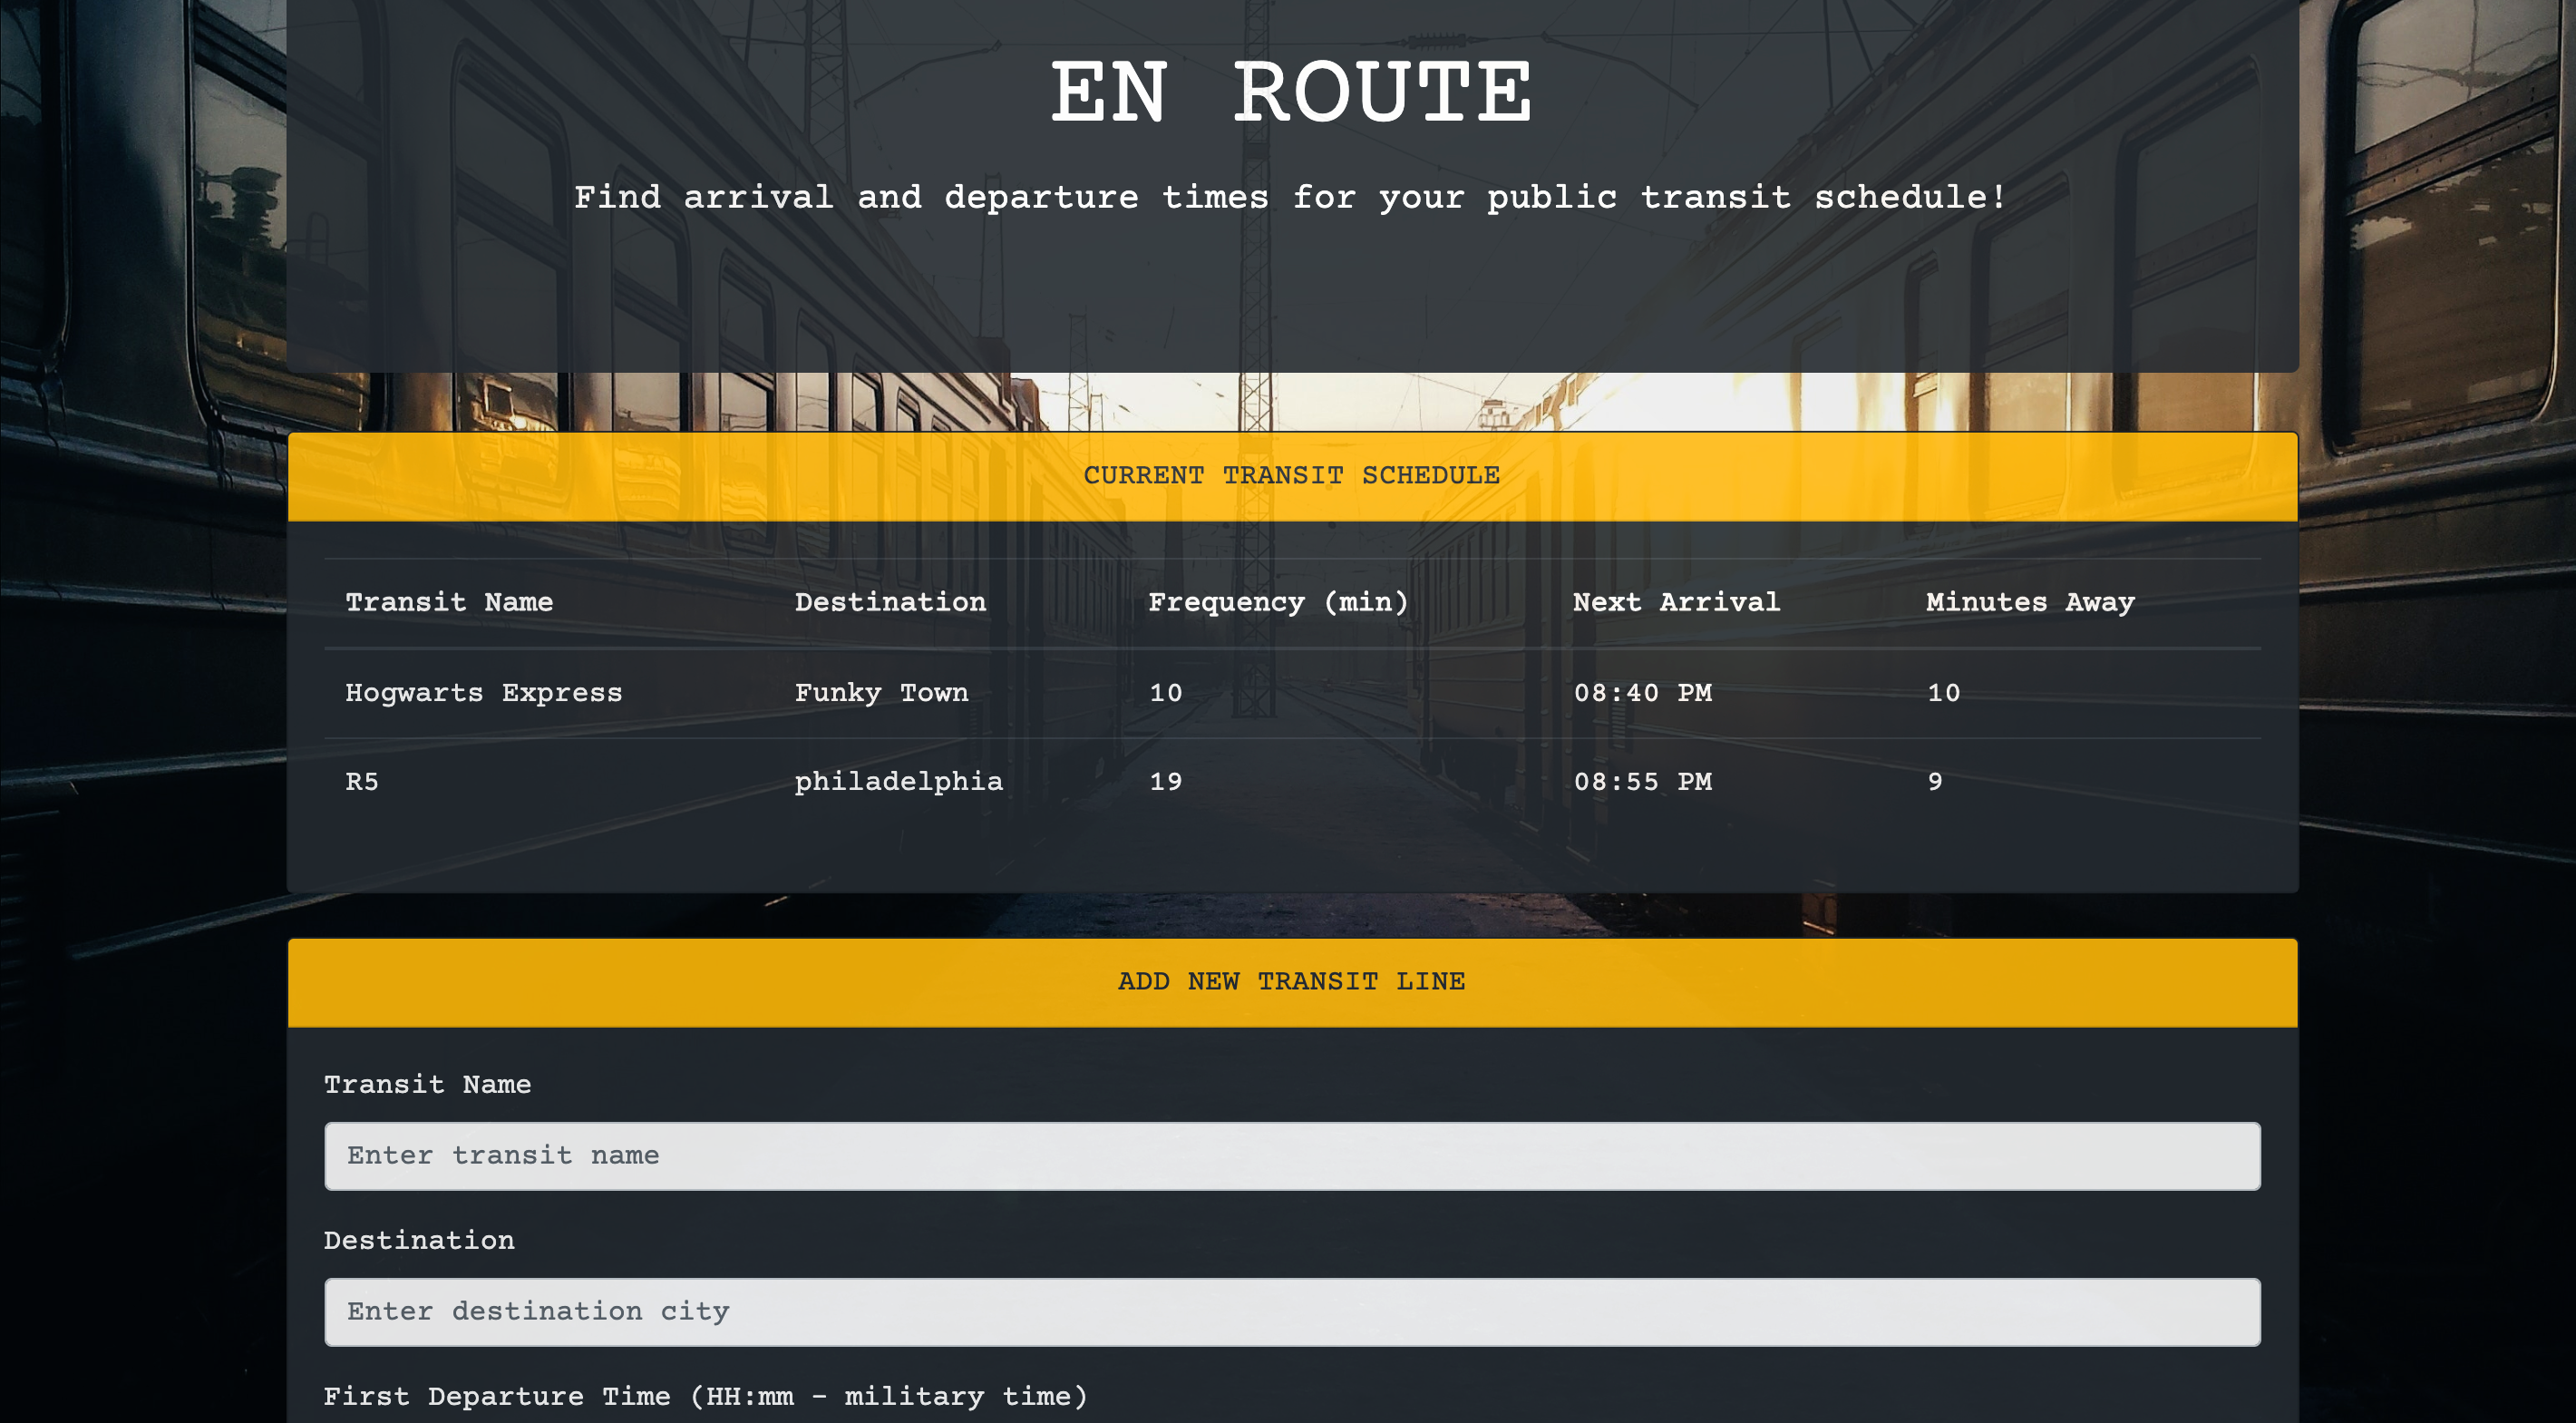 EN ROUTE
Find arrival and departure times for your public transit schedule!
CURRENT TRANSIT SCHEDULE
Transit Name Destination Frequency (min) Next Arrival Minutes Away
Hogwarts Express Funky Town 10 08:40 PM 10
R5 philadelphia 19 08:55 PM 9
ADD NEW TRANSIT LINE
Transit Name
Enter transit name
Destination
Enter destination city
First Departure Time (HH:mm - military time)